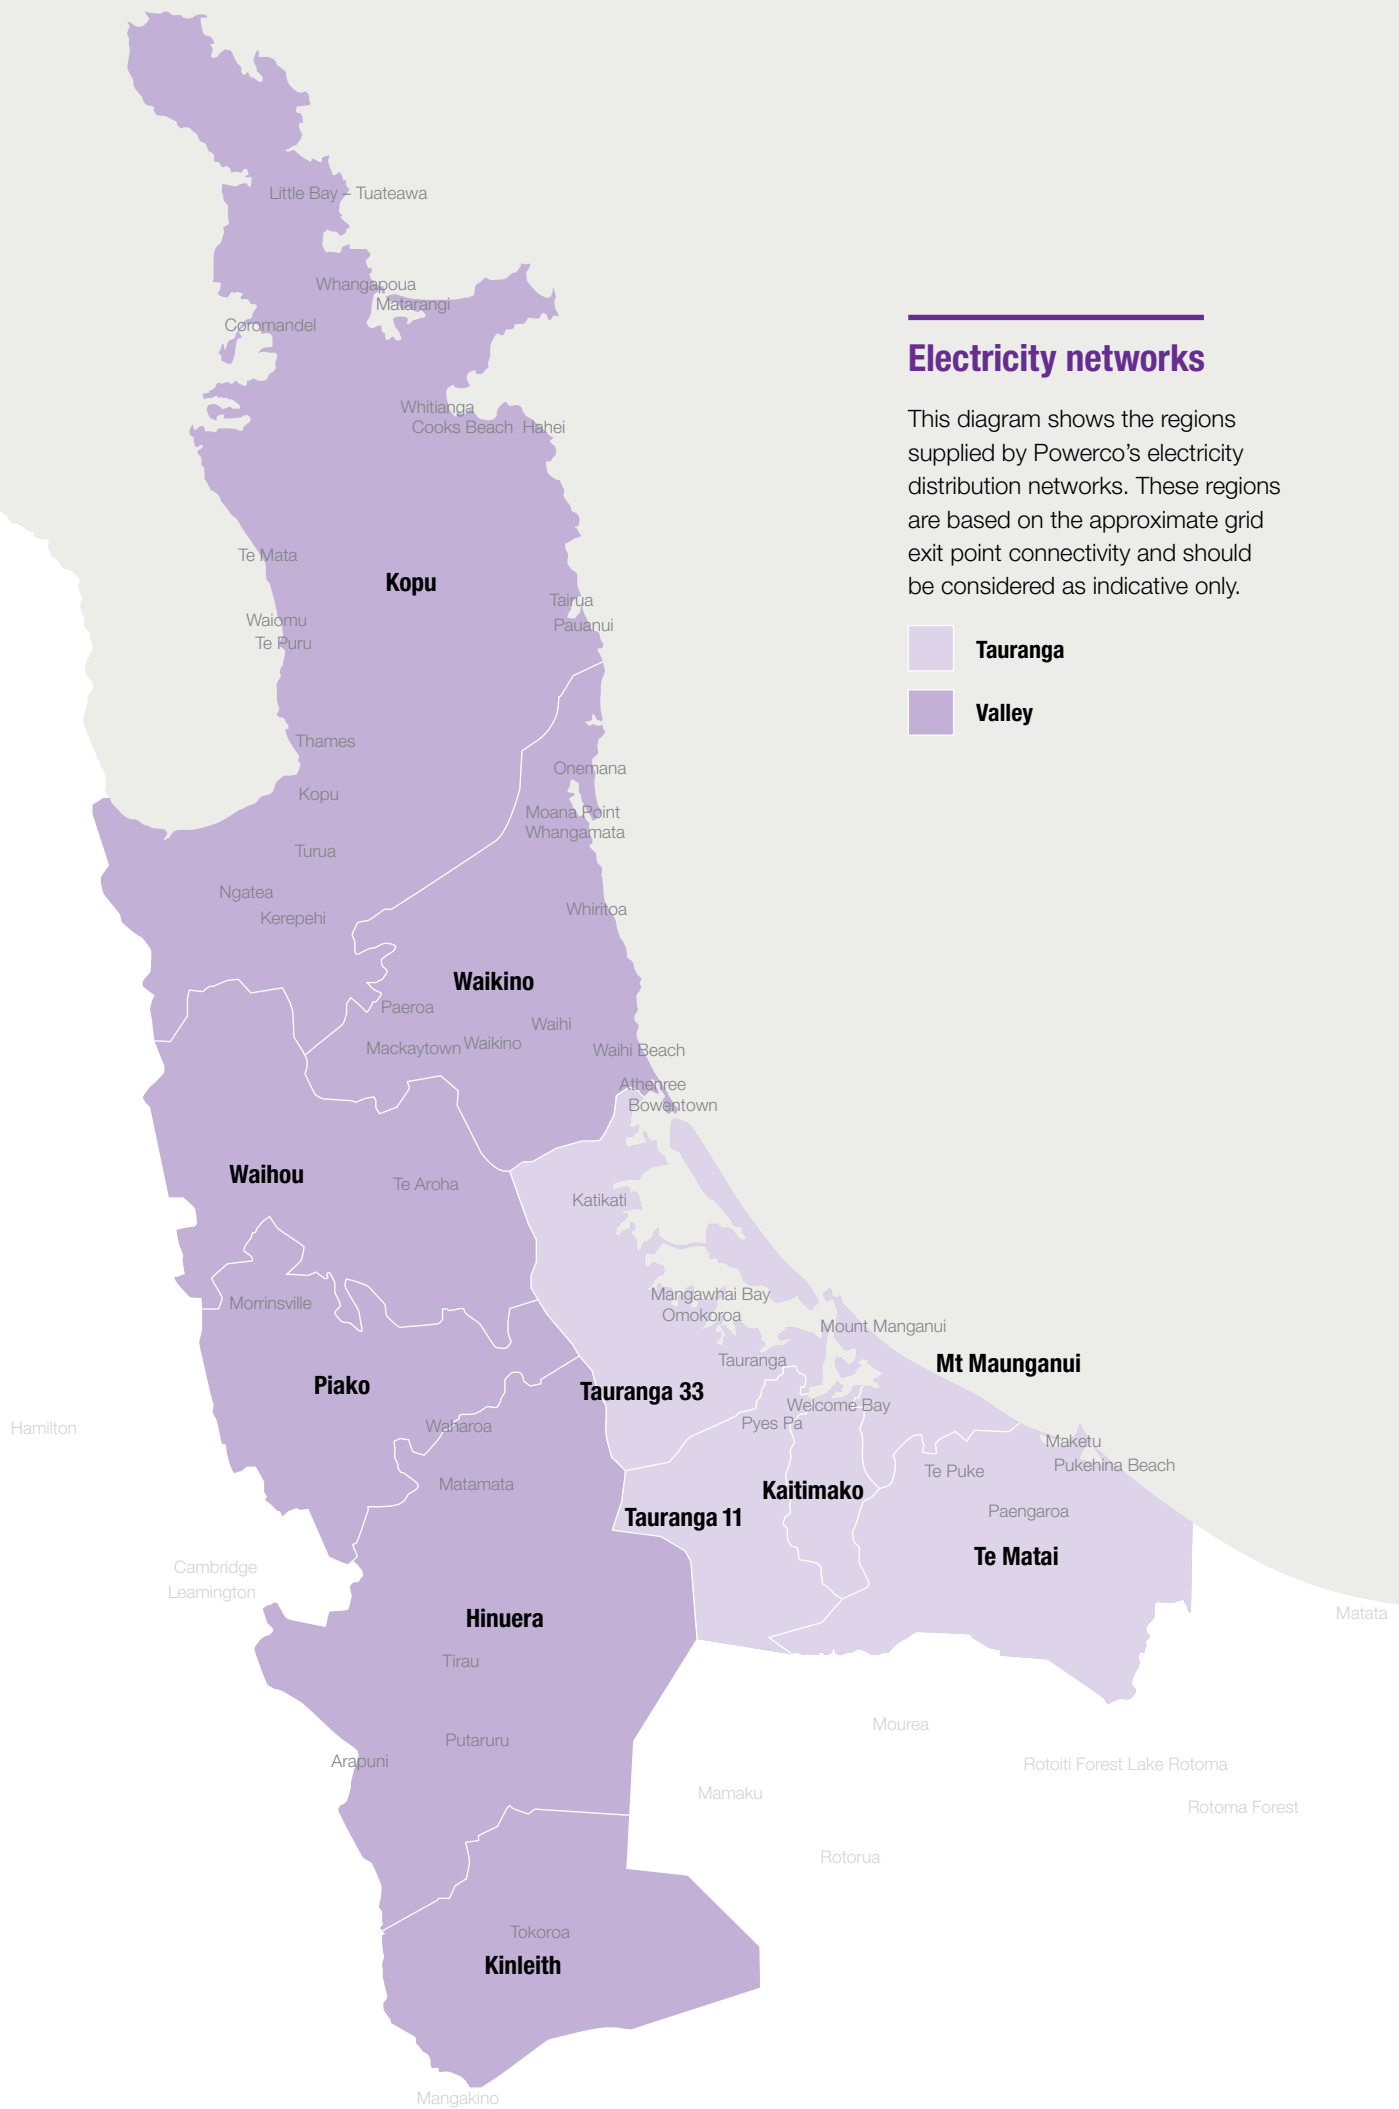 Little Bay – Tuateawa
Whangapoua
Matarangi
Coromandel
Whitianga
Cooks Beach Hahei
Te Mata
Kopu
Tairua
Waiomu
Pauanui
Te Puru
Thames
Onemana
Kopu
Moana Point
Whangamata
Turua
Ngatea
Whiritoa
Kerepehi
Waikino
Paeroa
Waihi
Mackaytown Waikino
Waihi Beach
Athenree
Bowentown
Waihou
Te Aroha
Katikati
Mangawhai Bay
Morrinsville
Omokoroa
Mount Manganui
Tauranga
Mt Maunganui
Piako
Tauranga 33
Welcome Bay
Pyes Pa
Hamilton
Waharoa
Maketu
Pukehina Beach
Te Puke
Matamata
Kaitimako
Paengaroa
Tauranga 11
Te Matai
Cambridge
Leamington
Matata
Hinuera
Tirau
Mourea
Putaruru
Arapuni
Rotoiti Forest Lake Rotoma
Mamaku
Rotoma Forest
Rotorua
Tokoroa
Kinleith
Mangakino
Electricity networks
This diagram shows the regions
supplied by Powerco’s electricity
distribution networks. These regions
are based on the approximate grid
exit point connectivity and should
be considered as indicative only.
Tauranga
Valley